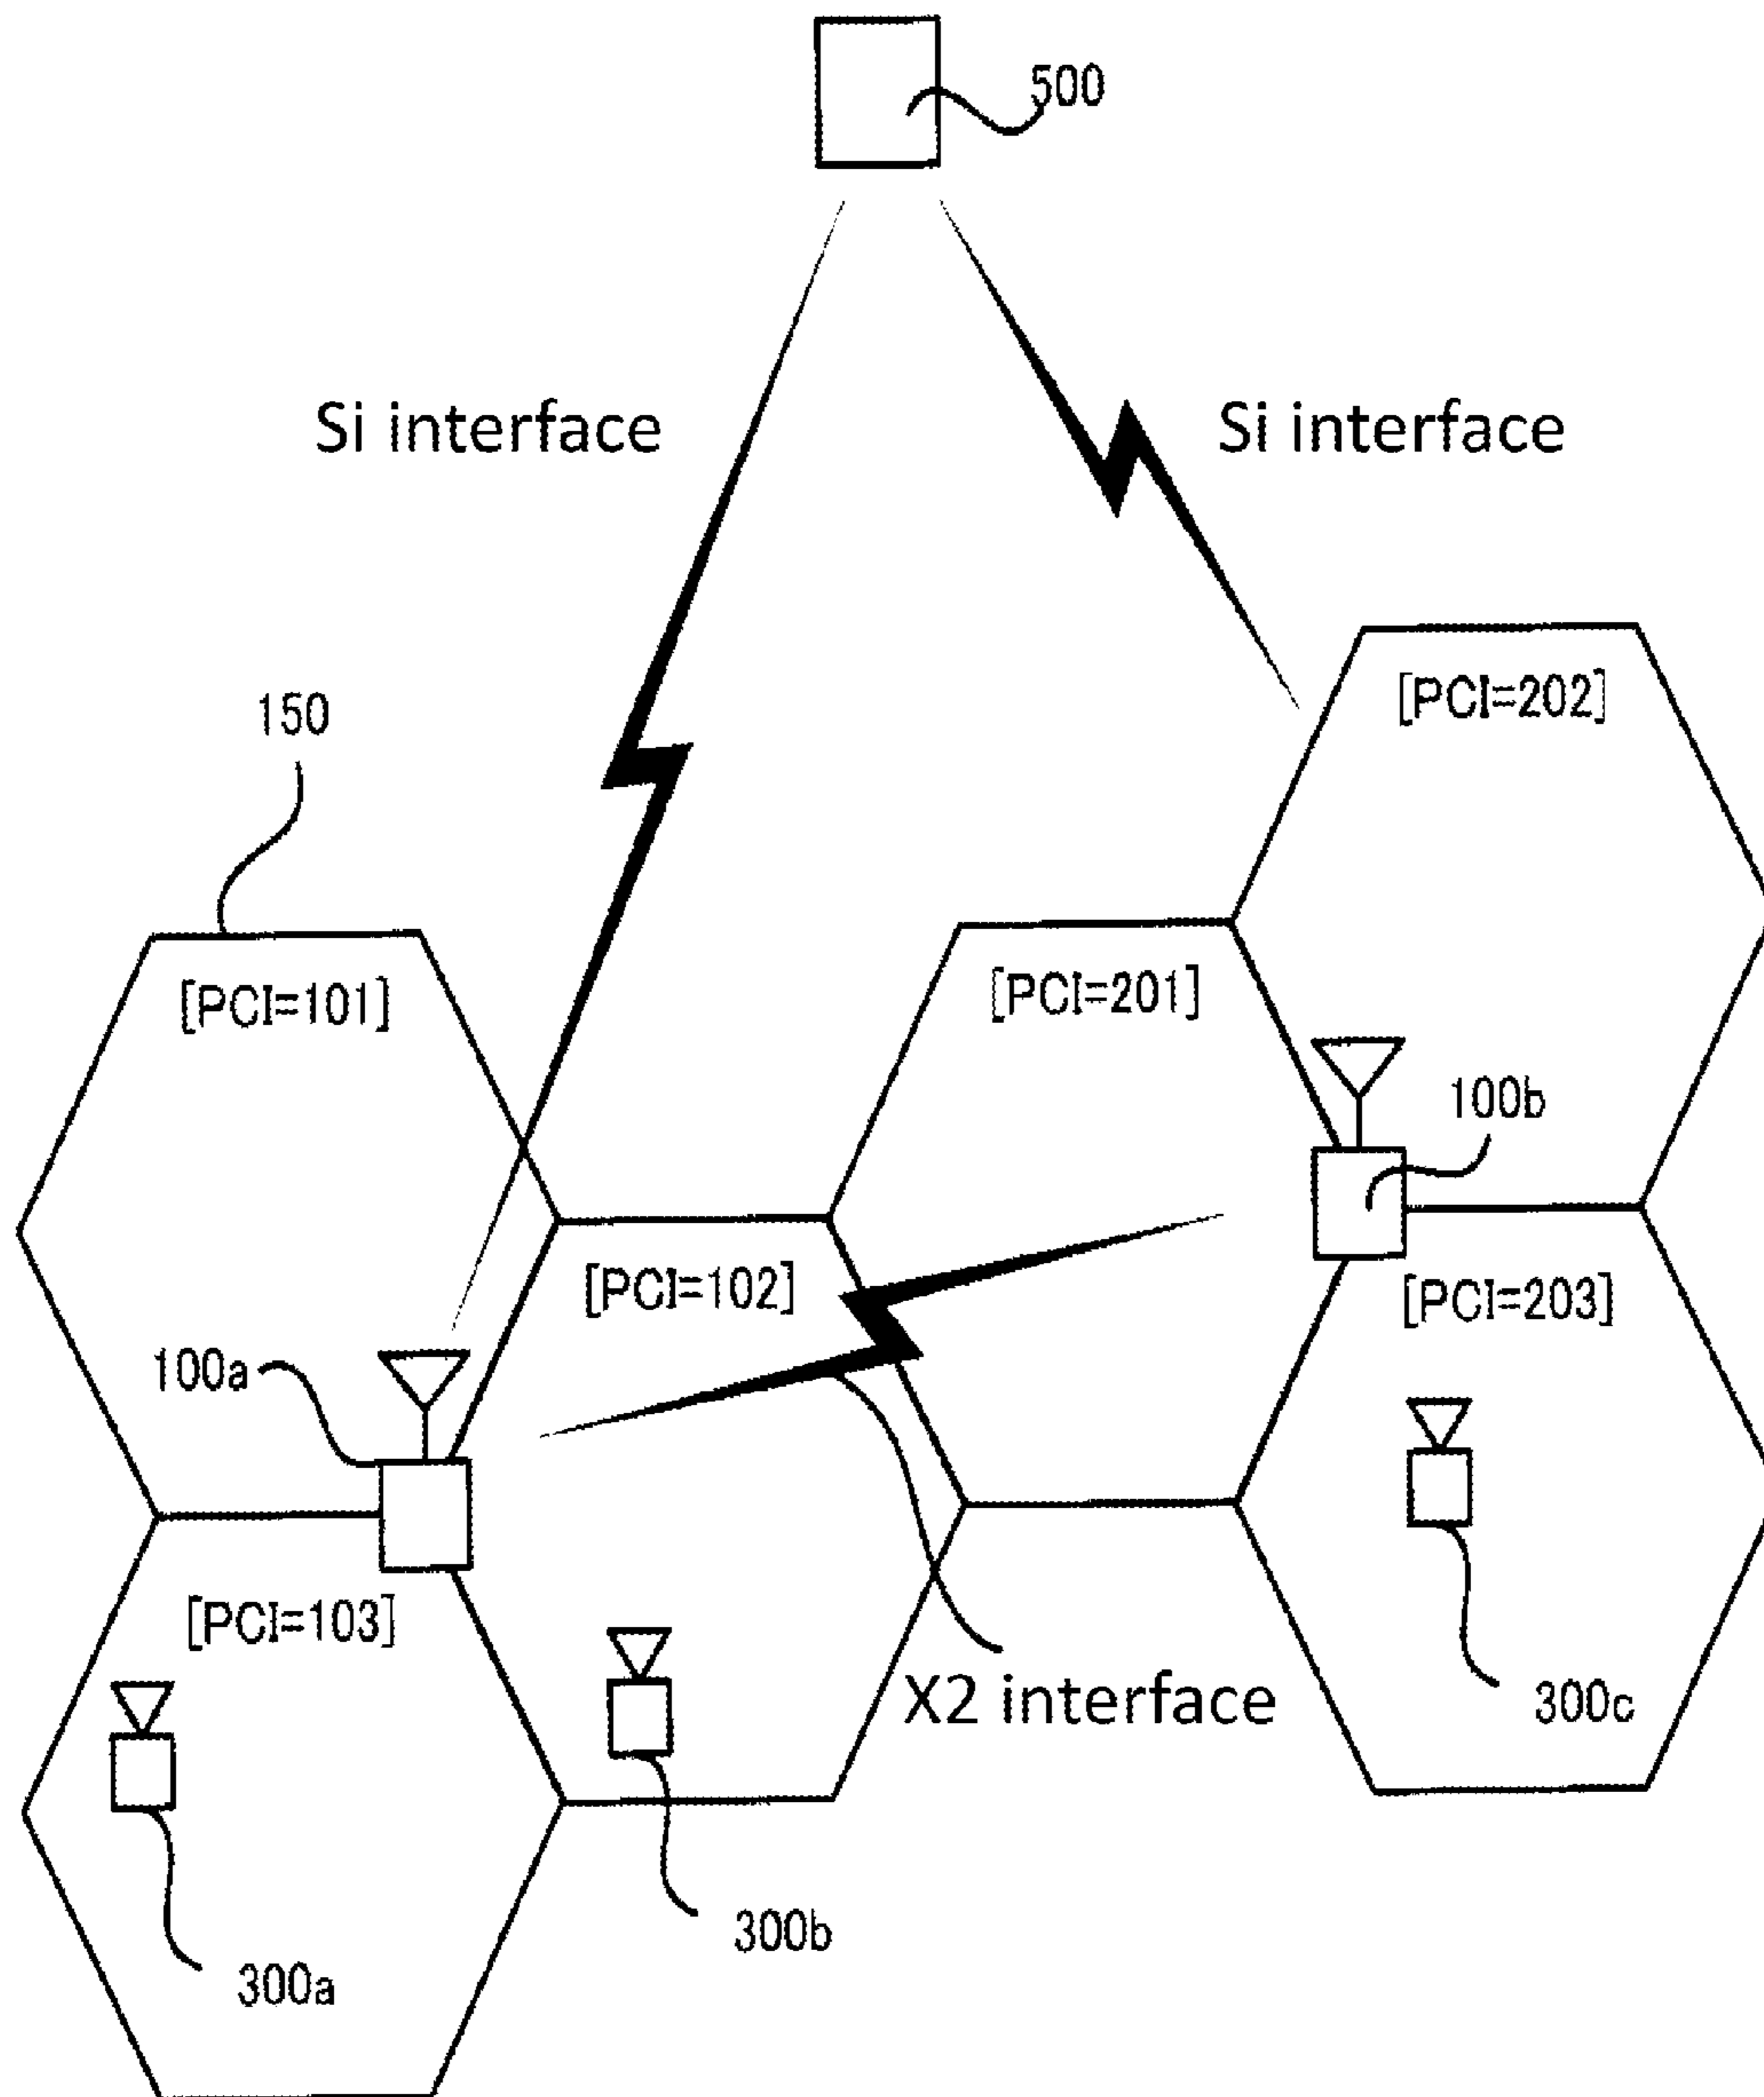 500
Si interface
Si interface
150
[PCI=202]
[PCI=101]
[PCI=201]
100b
[PCI=102]
[PCI=203]
100a
[PCI=103]
X2 interface
300c
300b
300a